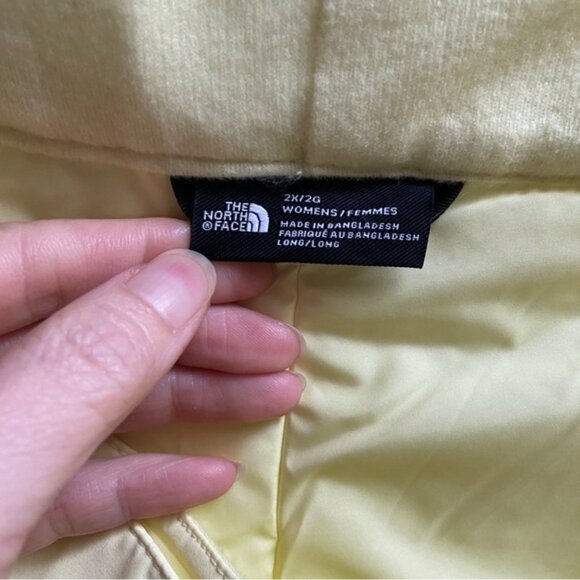 THE
NORTH
FACE
®
2X/2G
WOMENS/FEMMES
MADE IN BANGLADESH
FABRIQUÉ AU BANGLADESH
LONG/LONG